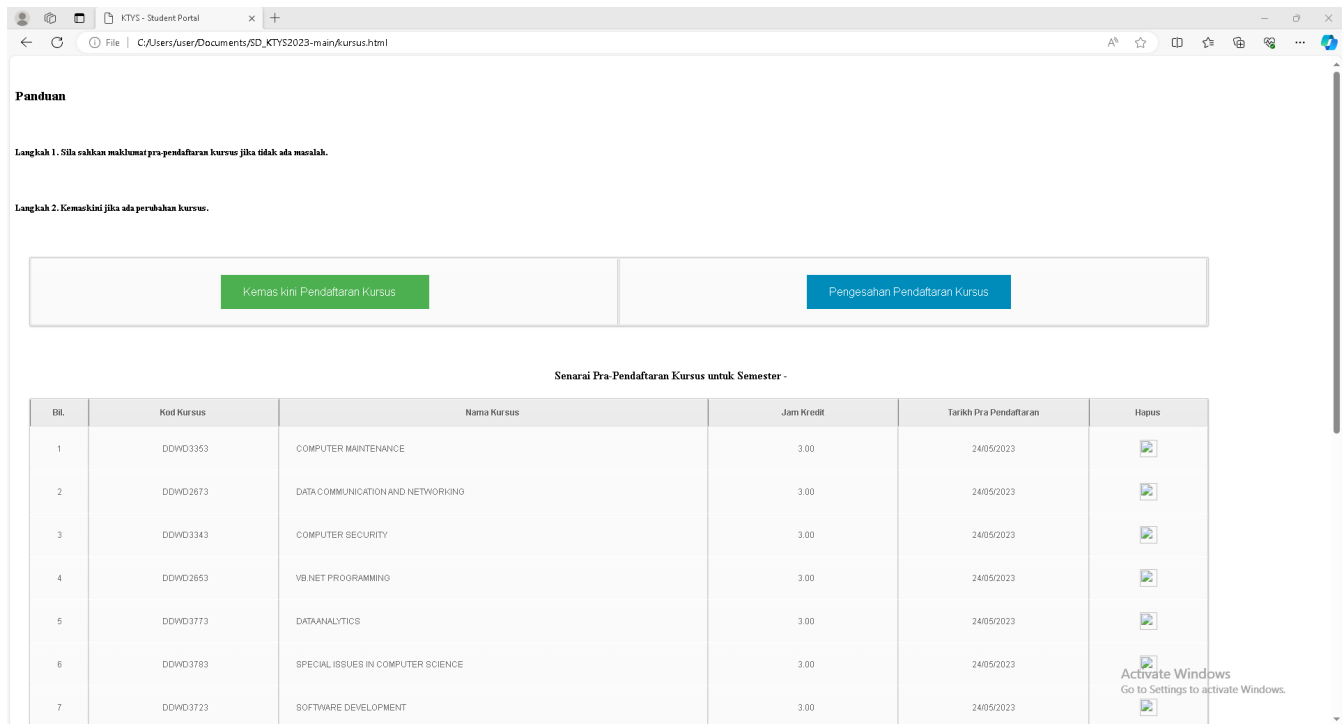 KTYS - Student Portal
File | C:/Users/user/Documents/SD_KTYS2023-main/kursus.html
Panduan
Langkah 1. Sila sahkan maklumat pra-pendaftaran kursus jika tidak ada masalah.
Langkah 2. Kemaskini jika ada perubahan kursus.
Kemas kini Pendaftaran Kursus Pengesahan Pendaftaran Kursus
Senarai Pra-Pendaftaran Kursus untuk Semester -
Bil. Kod Kursus Nama Kursus Jam Kredit Tarikh Pra Pendaftaran Hapus
1 DDWD3353 COMPUTER MAINTENANCE 3.00 24/05/2023
2 DDWD2673 DATA COMMUNICATION AND NETWORKING 3.00 24/05/2023
3 DDWD3343 COMPUTER SECURITY 3.00 24/05/2023
4 DDWD2653 VB.NET PROGRAMMING 3.00 24/05/2023
5 DDWD3773 DATA ANALYTICS 3.00 24/05/2023
6 DDWD3783 SPECIAL ISSUES IN COMPUTER SCIENCE 3.00 24/05/2023
7 DDWD3723 SOFTWARE DEVELOPMENT 3.00 24/05/2023
Activate Windows
Go to Settings to activate Windows.